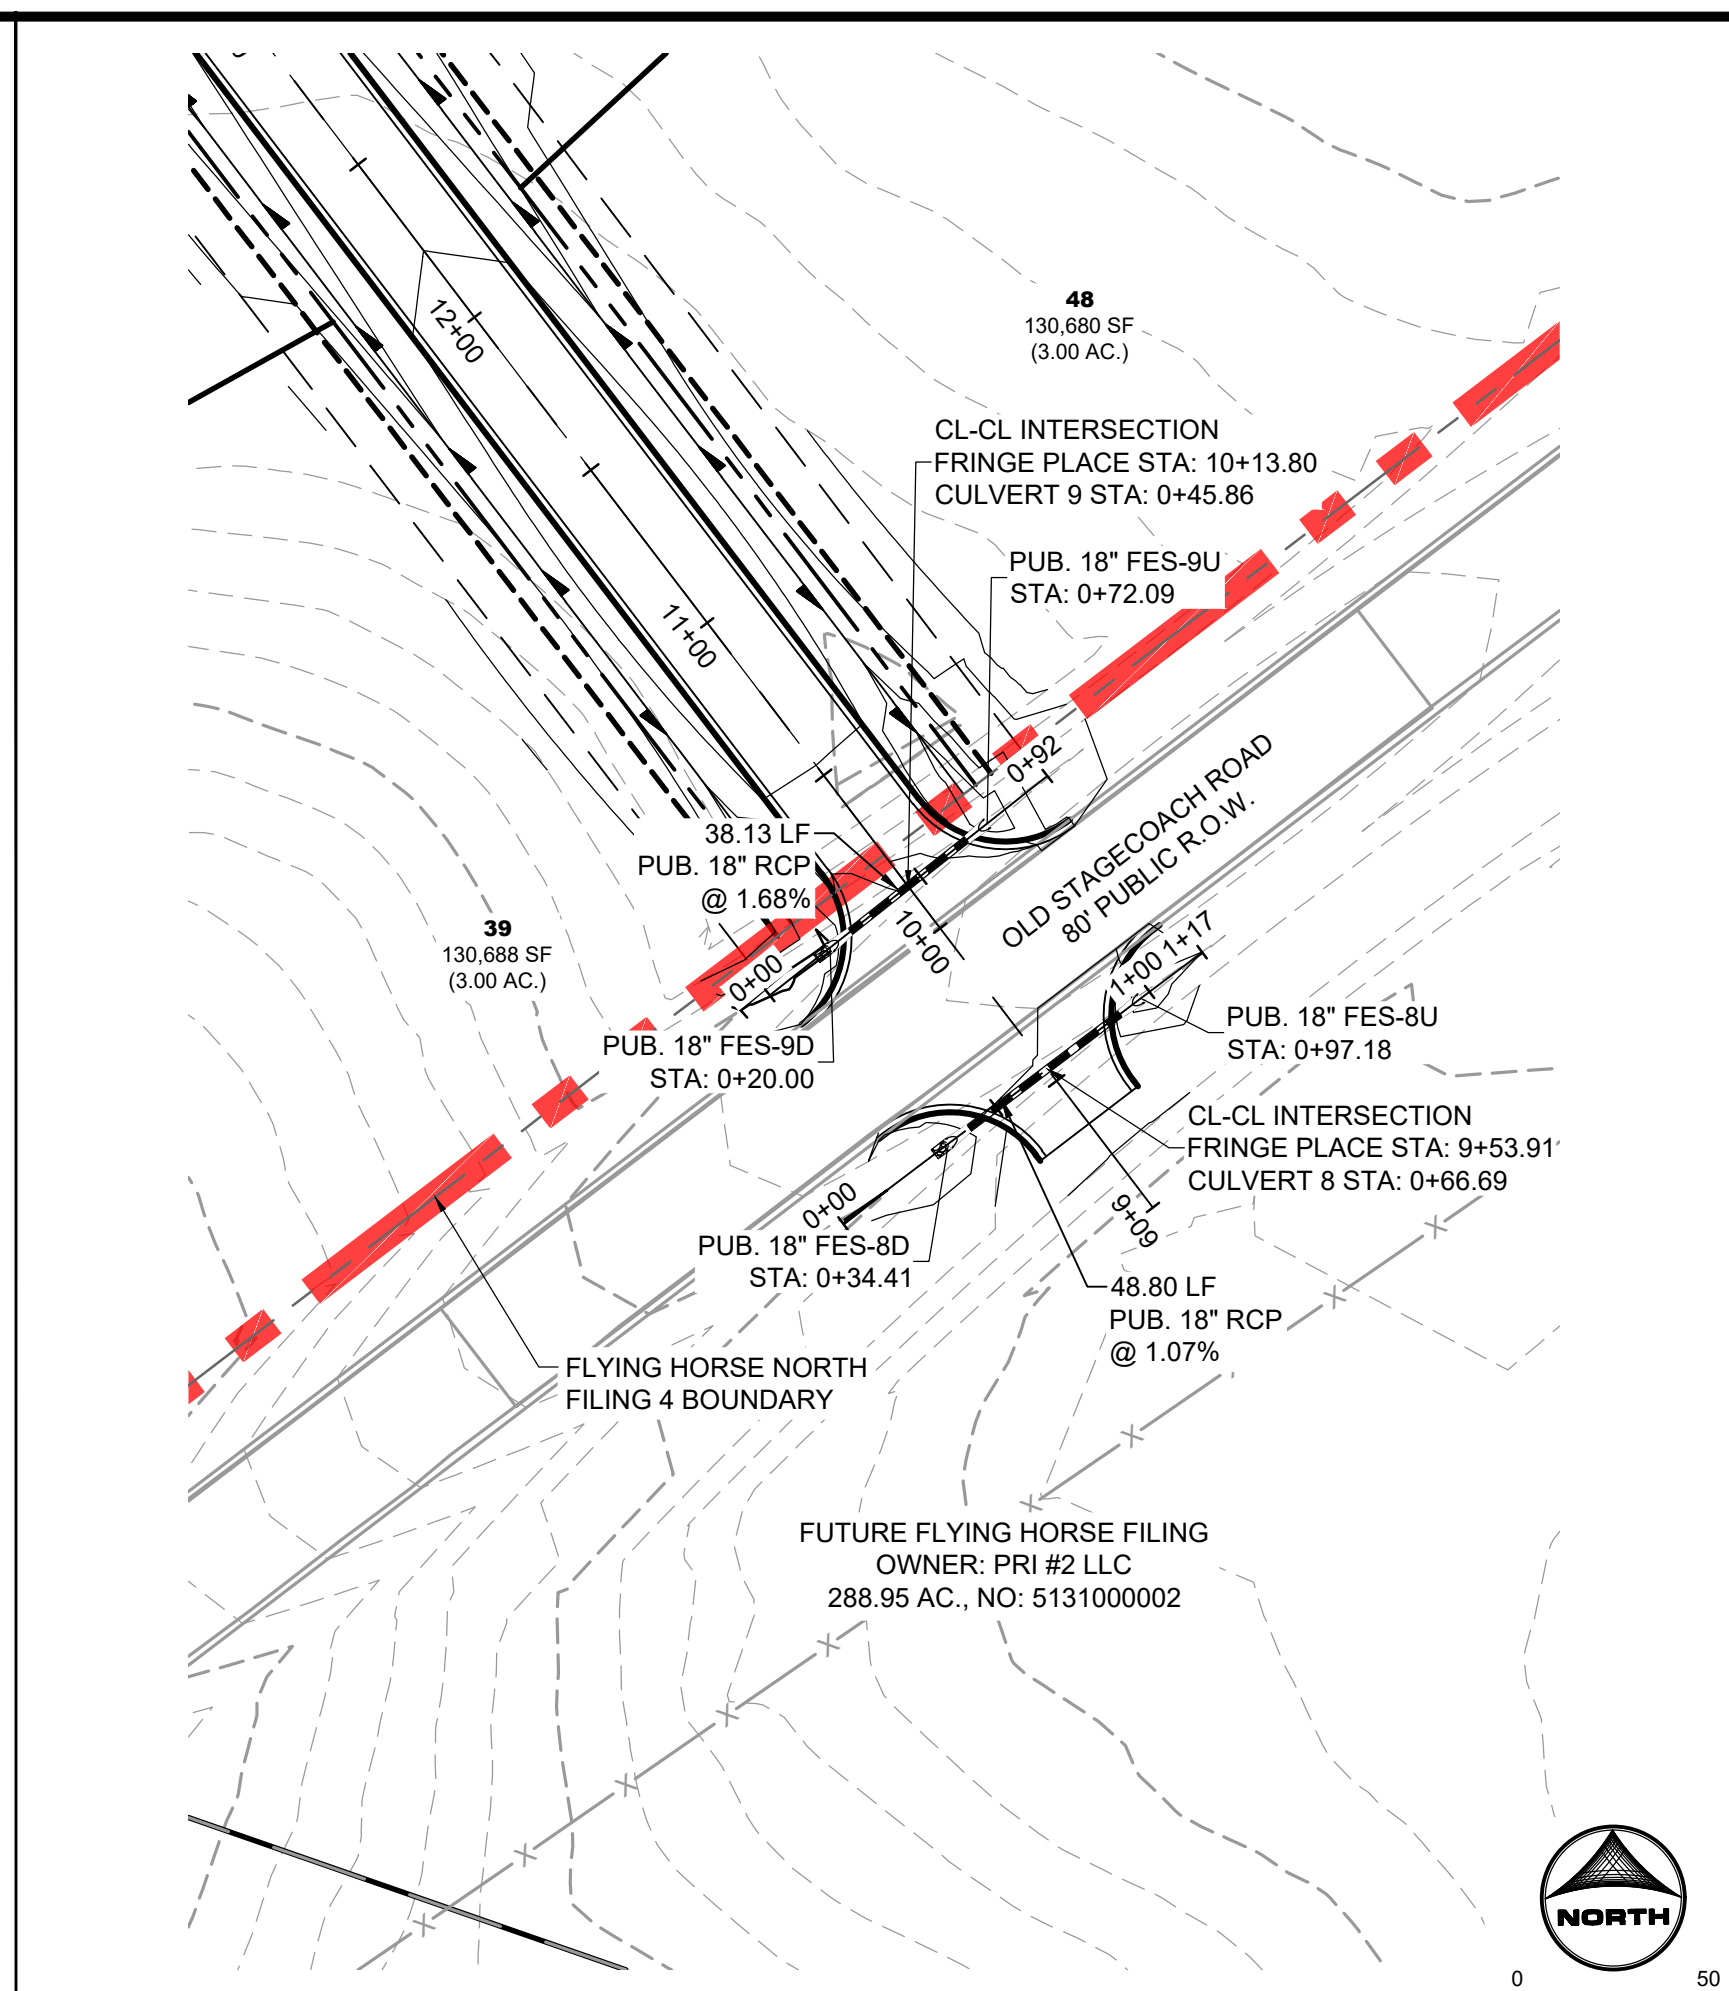 12+00
48
130,680 SF
(3.00 AC.)
CL-CL INTERSECTION
FRINGE PLACE STA: 10+13.80
CULVERT 9 STA: 0+45.86
PUB. 18" FES-9U
STA: 0+72.09
11+00
0+92
OLD STAGECOACH ROAD
80' PUBLIC R.O.W.
38.13 LF
PUB. 18" RCP
@ 1.68%
39
130,688 SF
(3.00 AC.)
10+00
0+00
1+00 1+17
PUB. 18" FES-9D
STA: 0+20.00
PUB. 18" FES-8U
STA: 0+97.18
CL-CL INTERSECTION
FRINGE PLACE STA: 9+53.91
CULVERT 8 STA: 0+66.69
0+00
9+09
PUB. 18" FES-8D
STA: 0+34.41
48.80 LF
PUB. 18" RCP
@ 1.07%
FLYING HORSE NORTH
FILING 4 BOUNDARY
FUTURE FLYING HORSE FILING
OWNER: PRI #2 LLC
288.95 AC., NO: 5131000002
NORTH
0 50